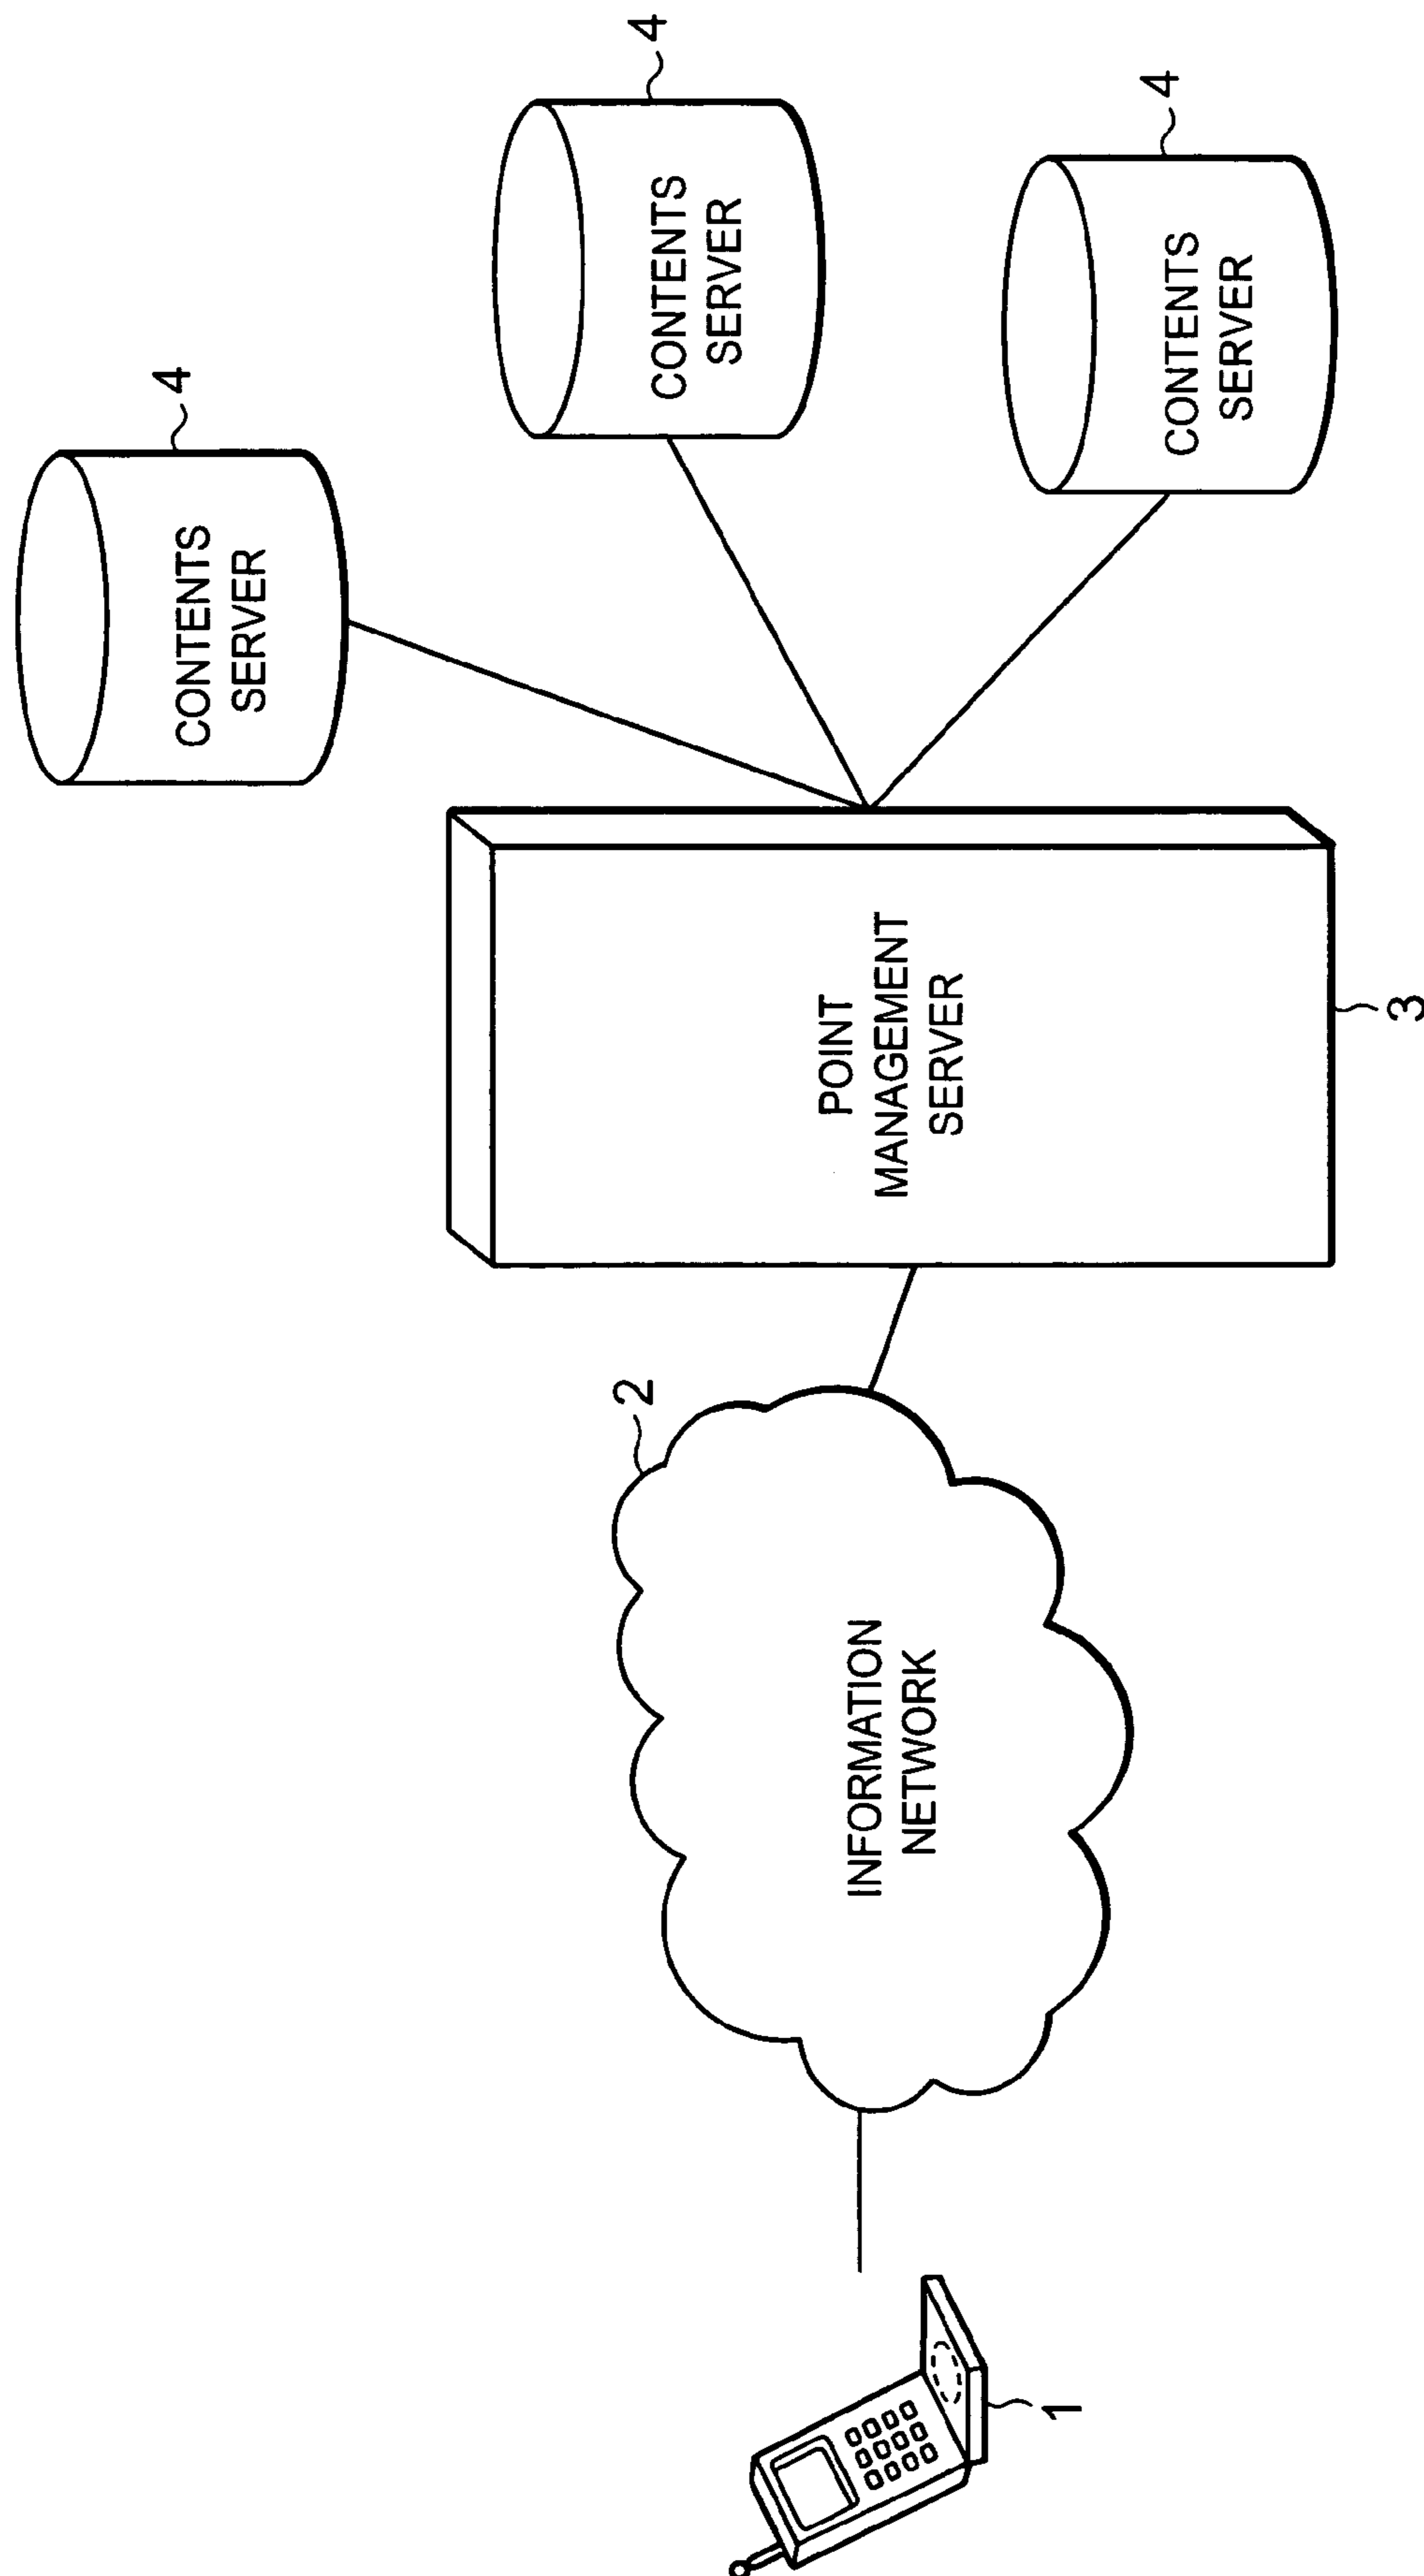 4
CONTENTS
SERVER
4
CONTENTS
SERVER
4
CONTENTS
SERVER
POINT
MANAGEMENT
SERVER
3
2
INFORMATION
NETWORK
1